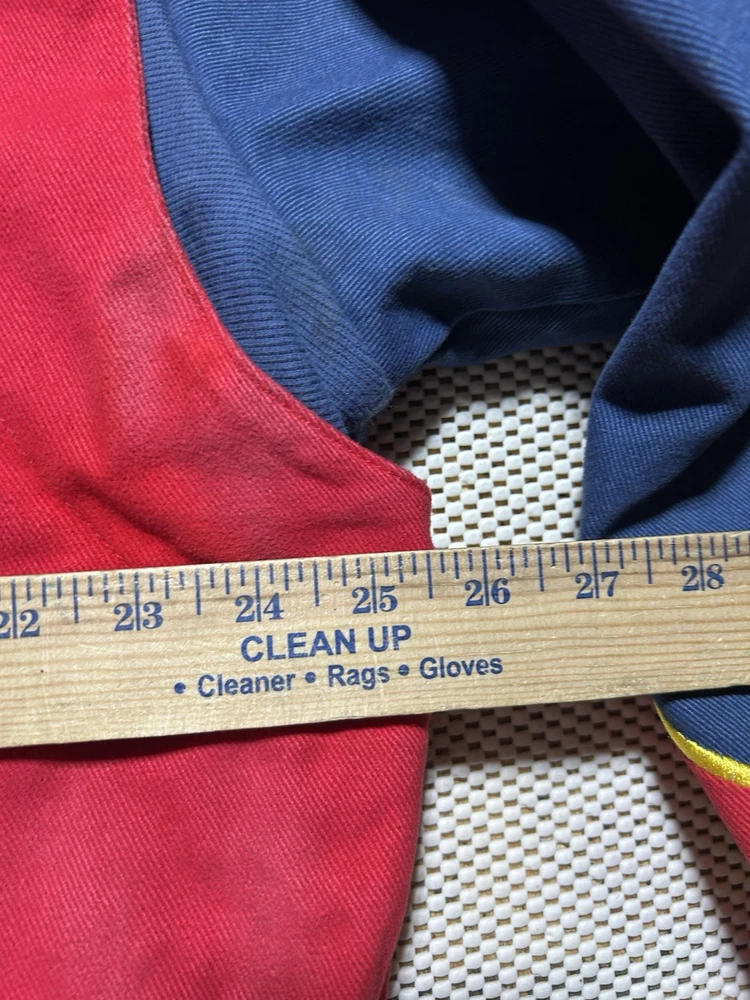 22 23 24 25 26 27 28
CLEAN UP
• Cleaner • Rags • Gloves